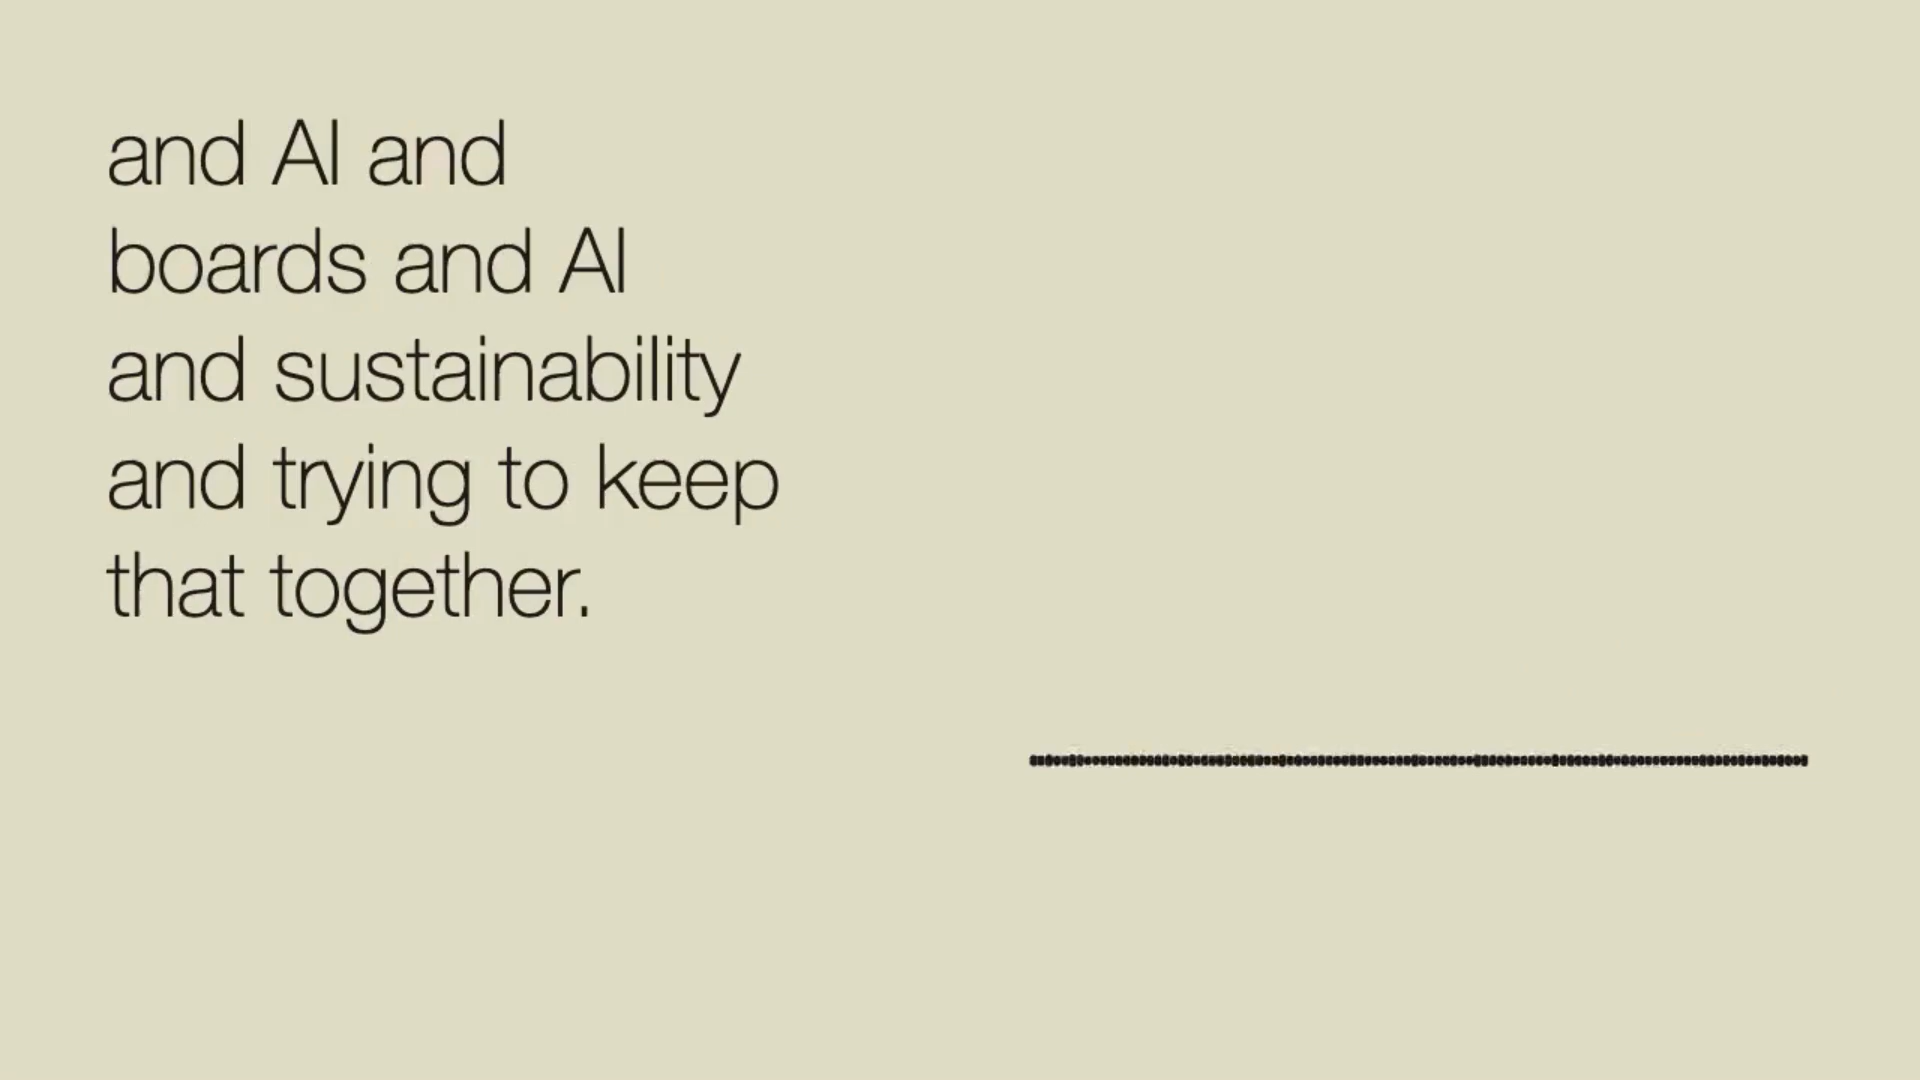 and AI and
boards and AI
and sustainability
and trying to keep
that together.